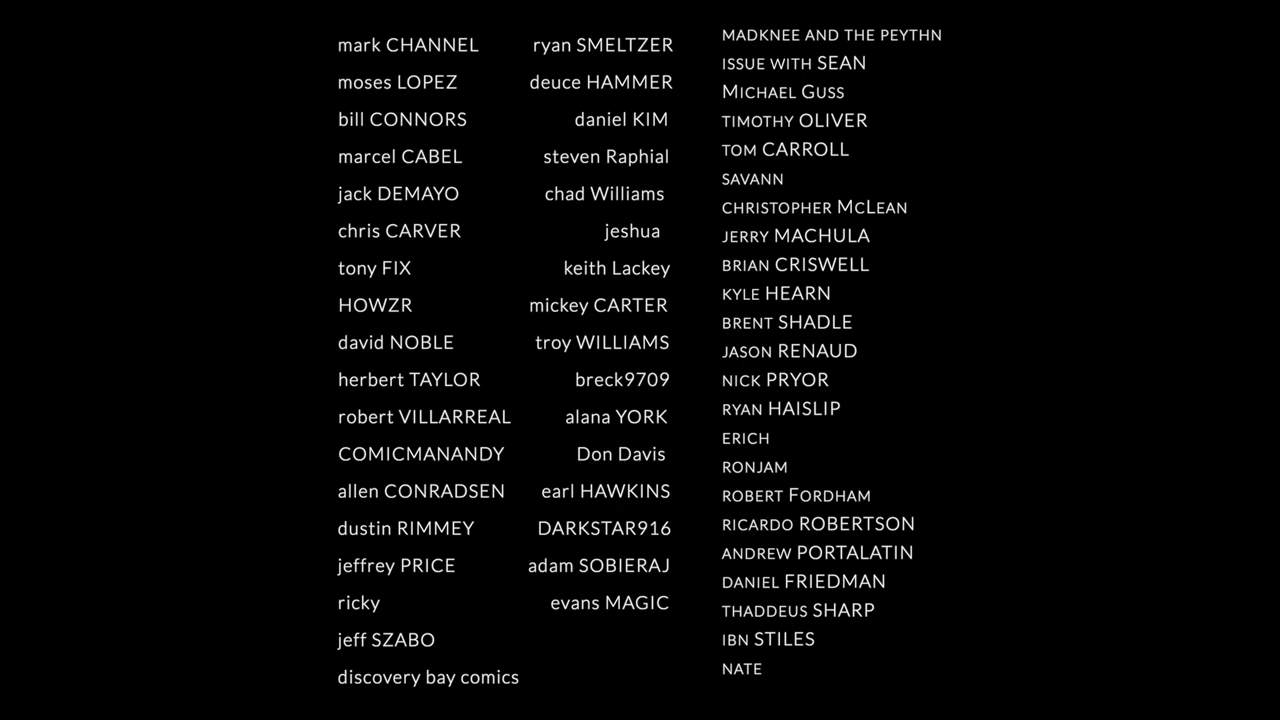 mark CHANNEL
moses LOPEZ
bill CONNORS
marcel CABEL
jack DEMAYO
chris CARVER
tony FIX
HOWZR
david NOBLE
herbert TAYLOR
robert VILLARREAL
COMICMANANDY
allen CONRADSEN
dustin RIMMEY
jeffrey PRICE
ricky
jeff SZABO
discovery bay comics
ryan SMELTZER
deuce HAMMER
daniel KIM
steven Raphial
chad Williams
jeshua
keith Lackey
mickey CARTER
troy WILLIAMS
breck9709
alana YORK
Don Davis
earl HAWKINS
DARKSTAR916
adam SOBIERAJ
evans MAGIC
MADKNEE AND THE PEYTHN
ISSUE WITH SEAN
MICHAEL GUSS
TIMOTHY OLIVER
TOM CARROLL
SAVANN
CHRISTOPHER MCLEAN
JERRY MACHULA
BRIAN CRISWELL
KYLE HEARN
BRENT SHADLE
JASON RENAUD
NICK PRYOR
RYAN HAISLIP
ERICH
RONJAM
ROBERT FORDHAM
RICARDO ROBERTSON
ANDREW PORTALATIN
DANIEL FRIEDMAN
THADDEUS SHARP
IBN STILES
NATE